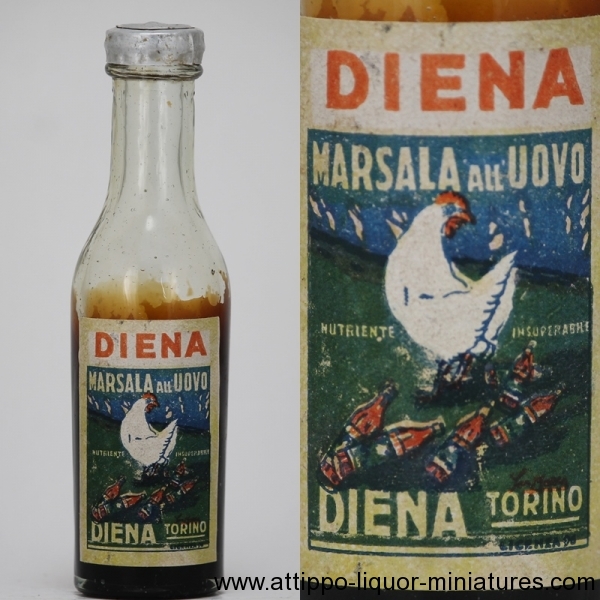 DIENA
MARSALA ALL'UOVO
NUTRIENTE INSUPERABILE
DIENA TORINO
DIENA
MARSALA ALL'UOVO
NUTRIENTE INSUPERABILE
DIENA TORINO
LICENZA
www.attippo-liquor-miniatures.com